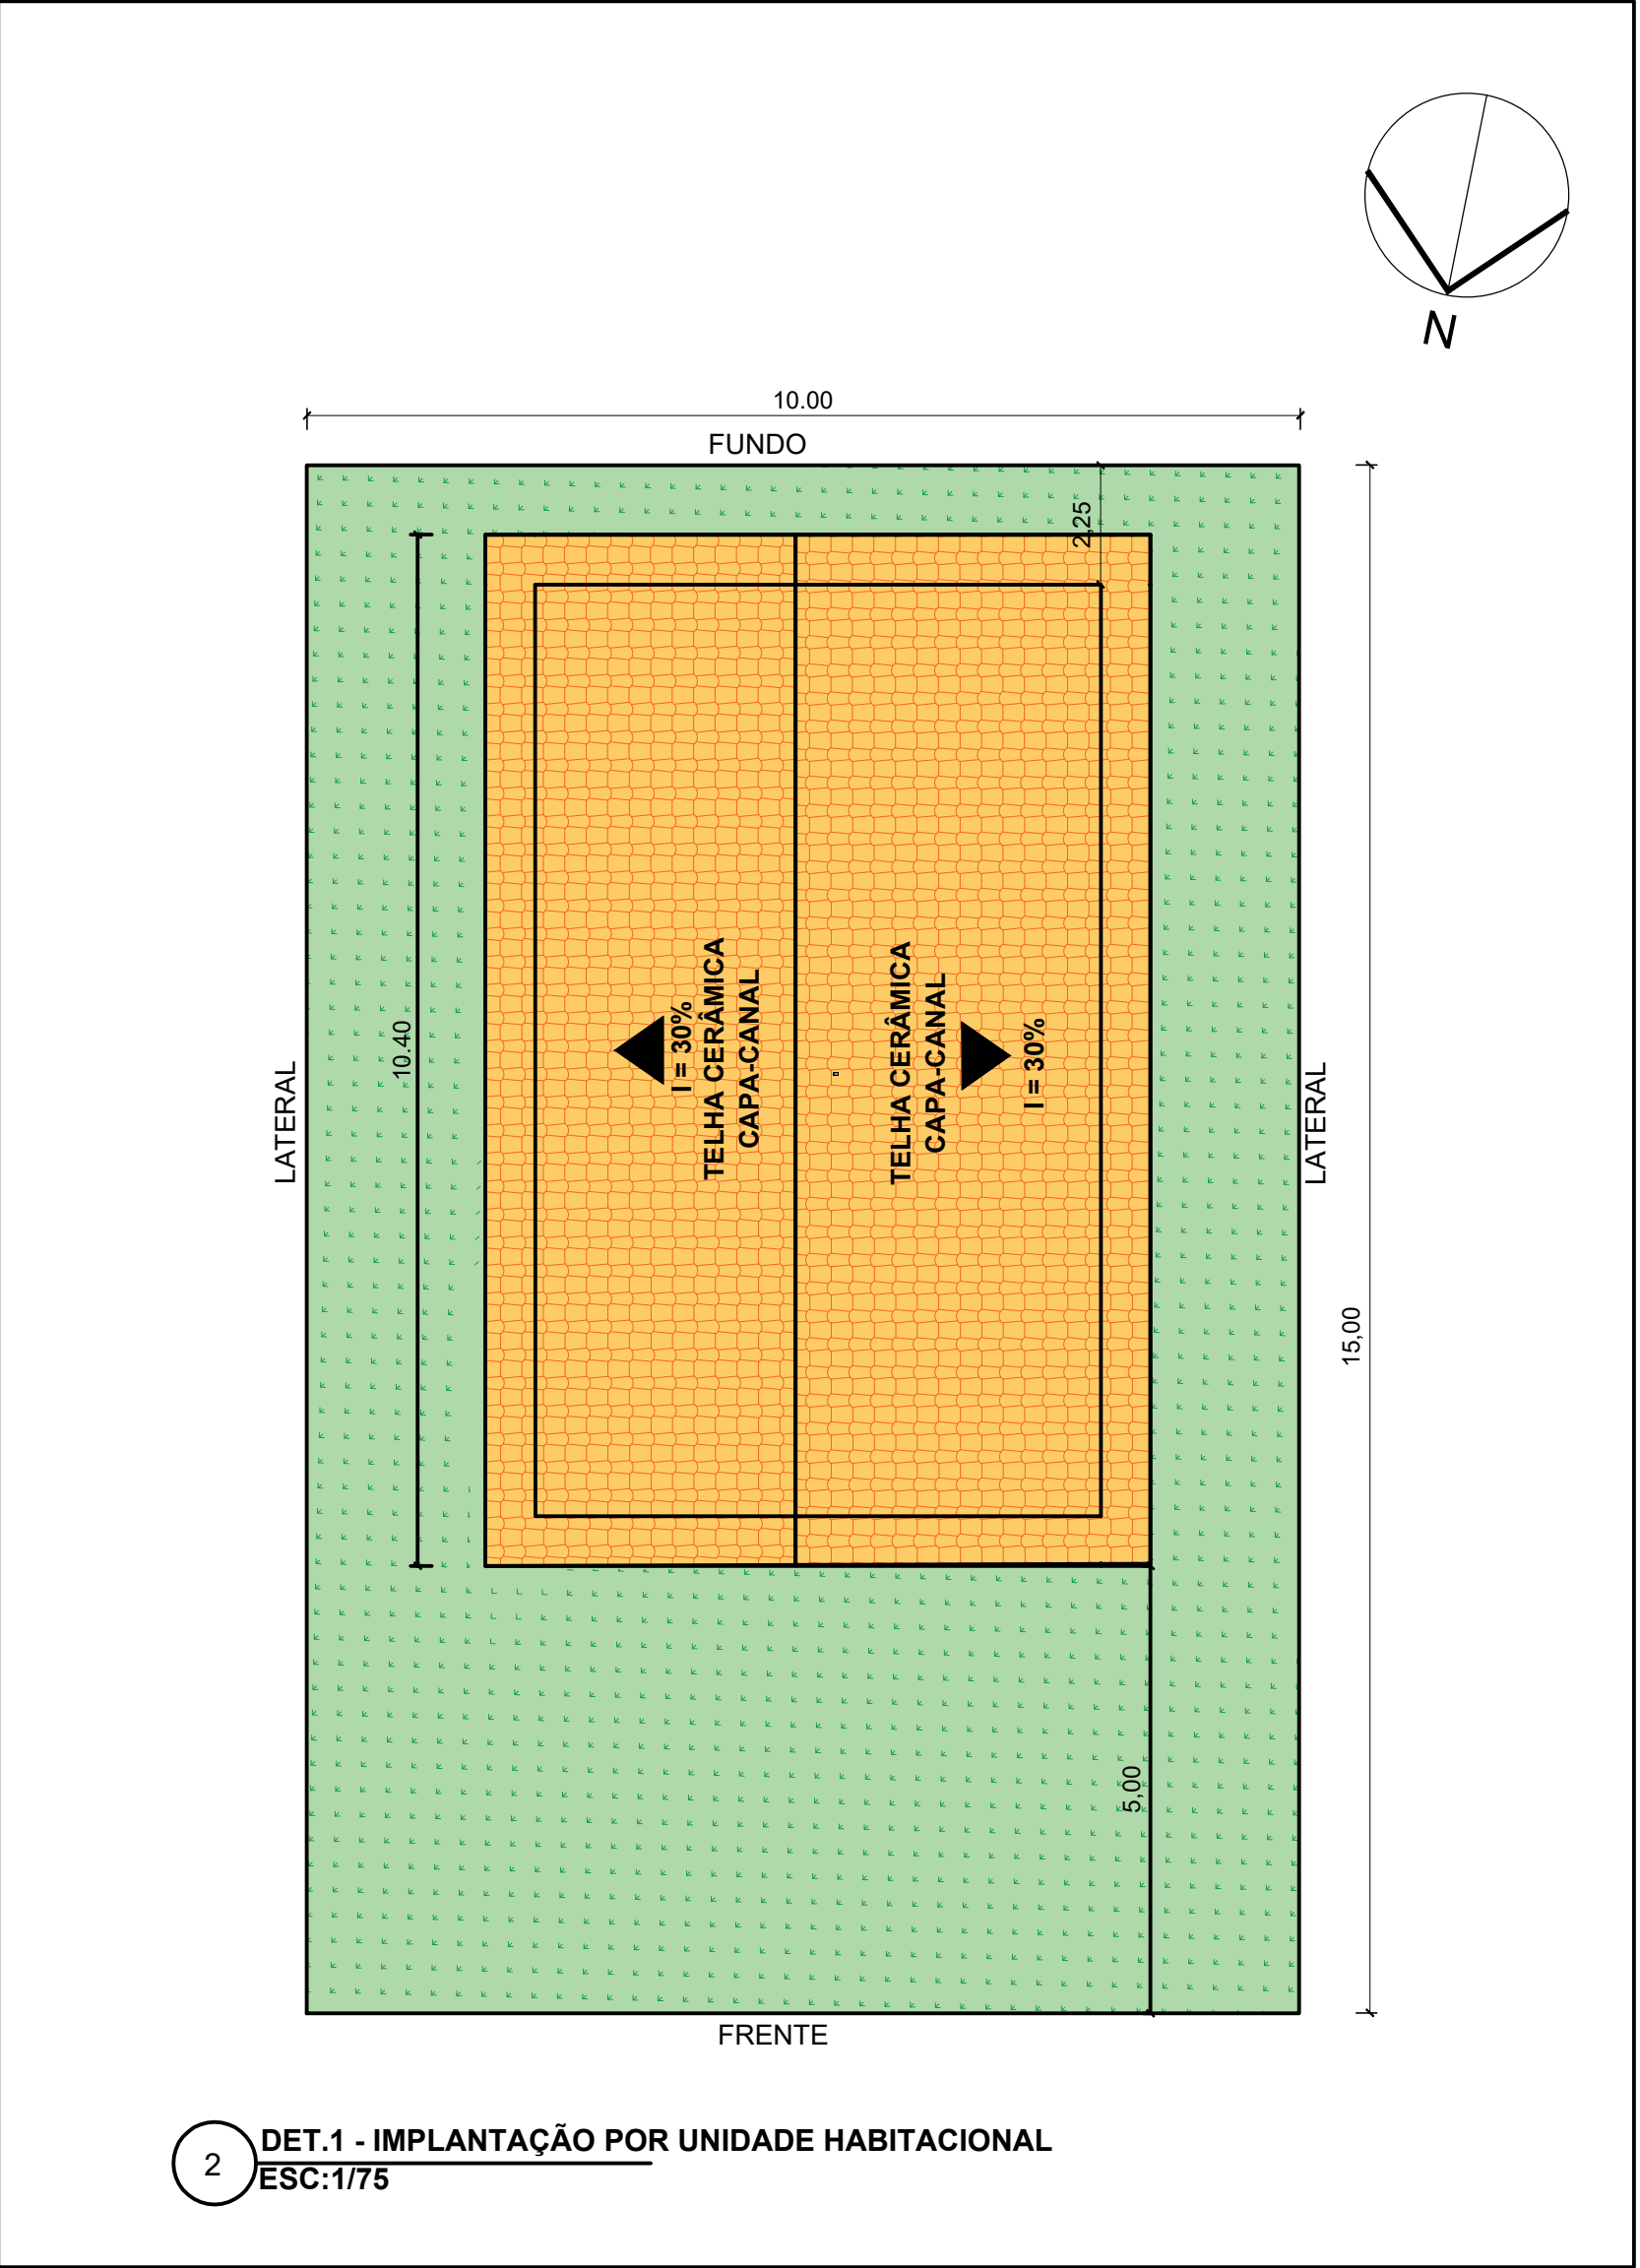 N
10.00
FUNDO
2,25
10.40
LATERAL
I = 30%
TELHA CERÂMICA
CAPA-CANAL
TELHA CERÂMICA
CAPA-CANAL
I = 30%
LATERAL
15,00
5,00
FRENTE
2
DET.1 - IMPLANTAÇÃO POR UNIDADE HABITACIONAL
ESC:1/75